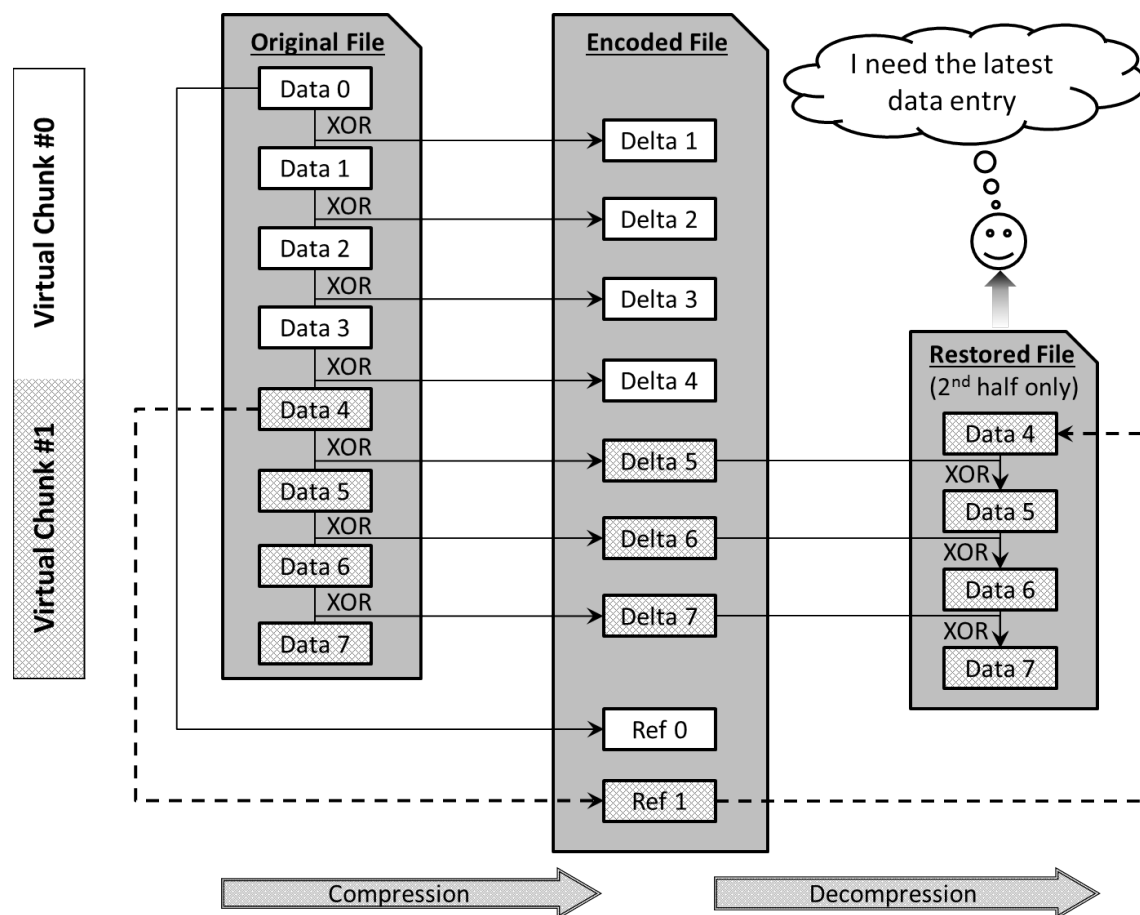 Virtual Chunk #0
Virtual Chunk #1
Original File
Data 0
XOR
Data 1
XOR
Data 2
XOR
Data 3
XOR
Data 4
XOR
Data 5
XOR
Data 6
XOR
Data 7
Encoded File
Delta 1
Delta 2
Delta 3
Delta 4
Delta 5
Delta 6
Delta 7
Ref 0
Ref 1
I need the latest
data entry
Restored File
(2nd half only)
Data 4
XOR
Data 5
XOR
Data 6
XOR
Data 7
Compression
Decompression